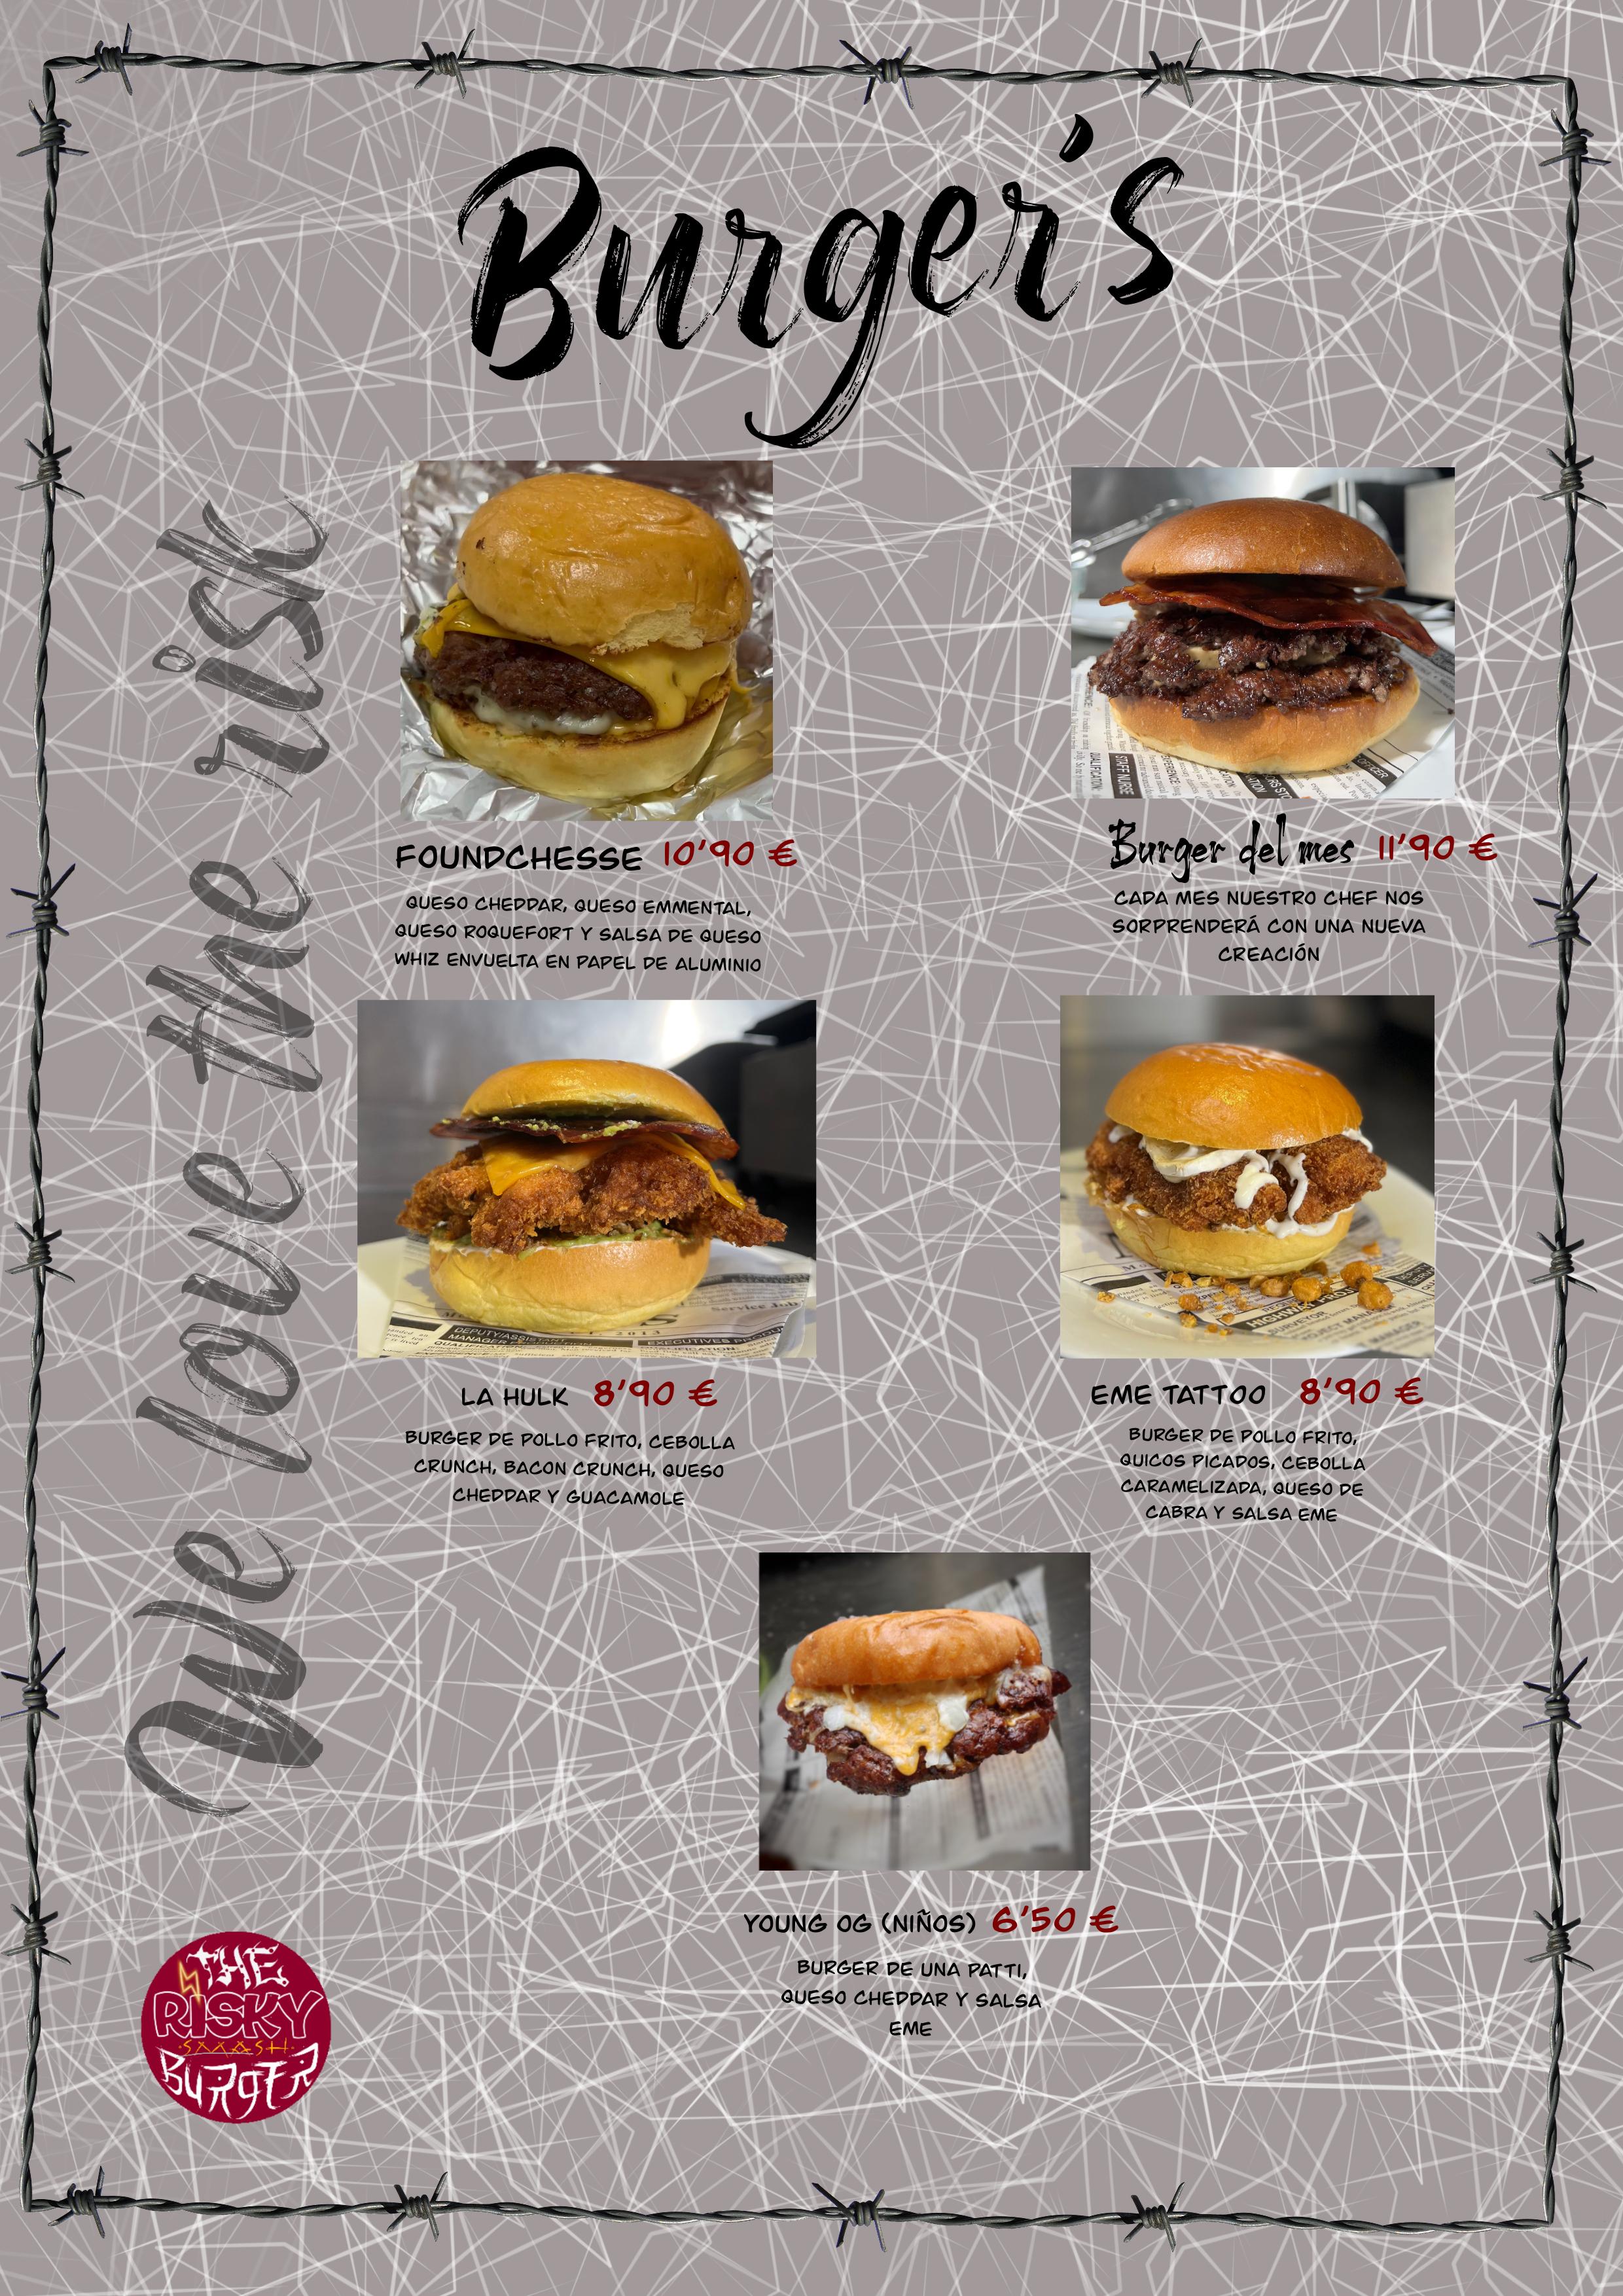 Burger's
We love the risk
FOUNDCHESSE 10'90 €
QUESO CHEDDAR, QUESO EMMENTAL,
QUESO ROQUEFORT Y SALSA DE QUESO
WHIZ ENVUELTA EN PAPEL DE ALUMINIO
Burger del mes 11'90 €
CADA MES NUESTRO CHEF NOS
SORPRENDERÁ CON UNA NUEVA
CREACIÓN
LA HULK 8'90 €
BURGER DE POLLO FRITO, CEBOLLA
CRUNCH, BACON CRUNCH, QUESO
CHEDDAR Y GUACAMOLE
EME TATTOO 8'90 €
BURGER DE POLLO FRITO,
QUICOS PICADOS, CEBOLLA
CARAMELIZADA, QUESO DE
CABRA Y SALSA EME
YOUNG OG (NIÑOS) 6'50 €
BURGER DE UNA PATTI,
QUESO CHEDDAR Y SALSA
EME
THE
RISKY
SMASH
BURGER